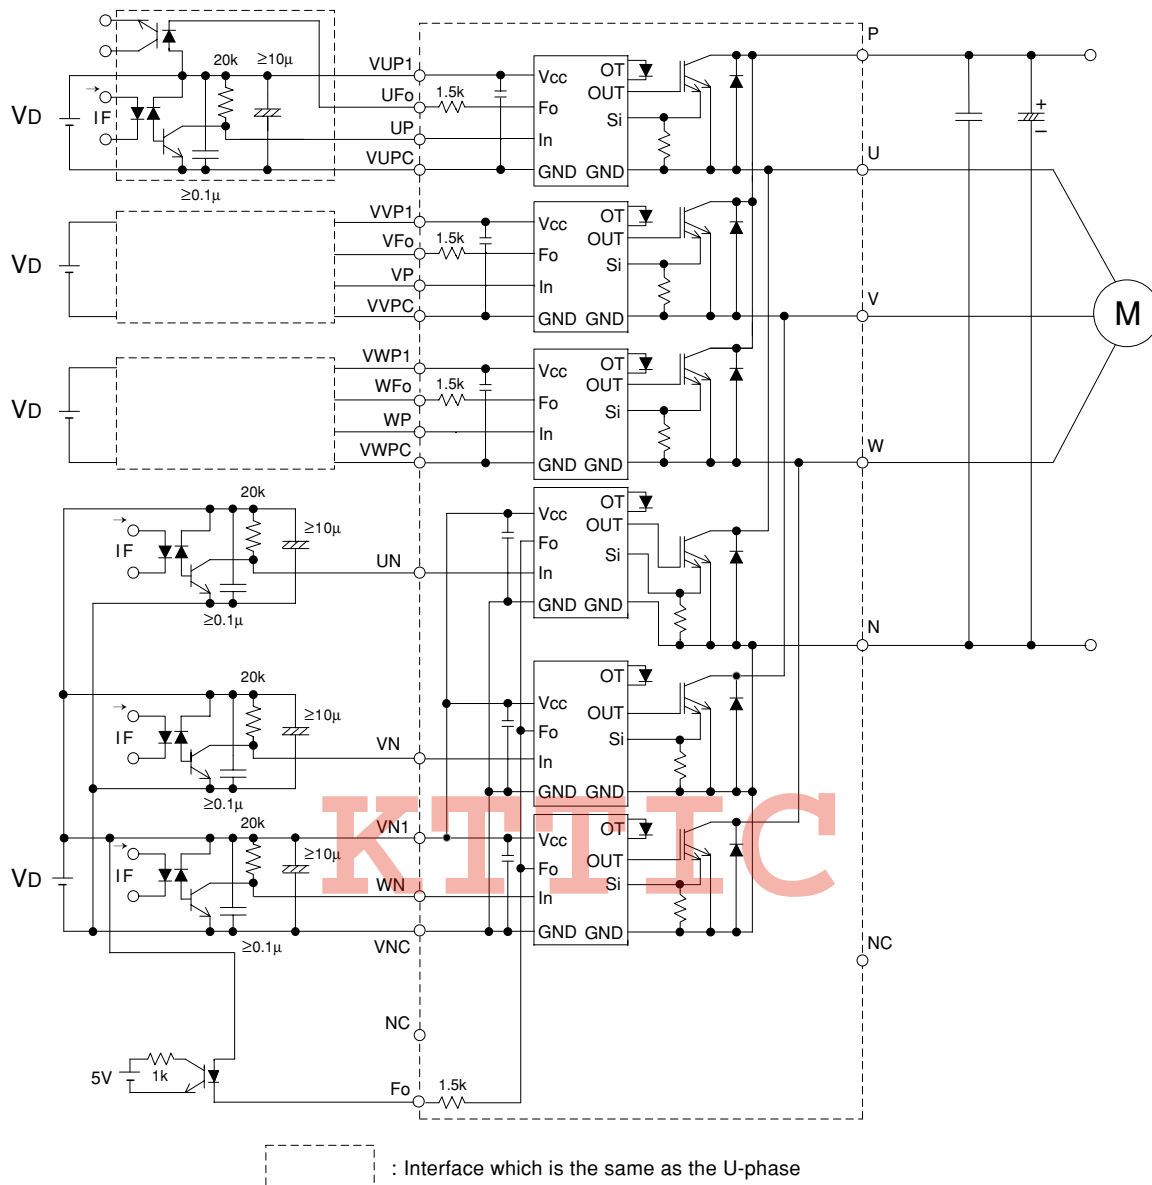 P
20k
≥10μ
VUP1
Vcc
OT
UFo
1.5k
OUT
Fo
VD
IF
Si
UP
In
U
VUPC
GND
GND
≥0.1μ
VVP1
Vcc
OT
VFo
1.5k
OUT
Fo
VD
Si
VP
In
V
VVPC
GND
GND
M
VWP1
Vcc
OT
WFo
1.5k
OUT
Fo
VD
Si
WP
In
W
VWPC
GND
GND
20k
OT
≥10μ
Vcc
OUT
IF
Fo
Si
UN
In
GND
GND
≥0.1μ
N
20k
OT
Vcc
≥10μ
OUT
IF
Fo
Si
VN
In
GND
GND
≥0.1μ
KTTIC
20k
VN1
Vcc
OT
≥10μ
OUT
IF
Fo
VD
Si
WN
In
GND
GND
≥0.1μ
VNC
NC
NC
5V
1k
Fo
1.5k
: Interface which is the same as the U-phase